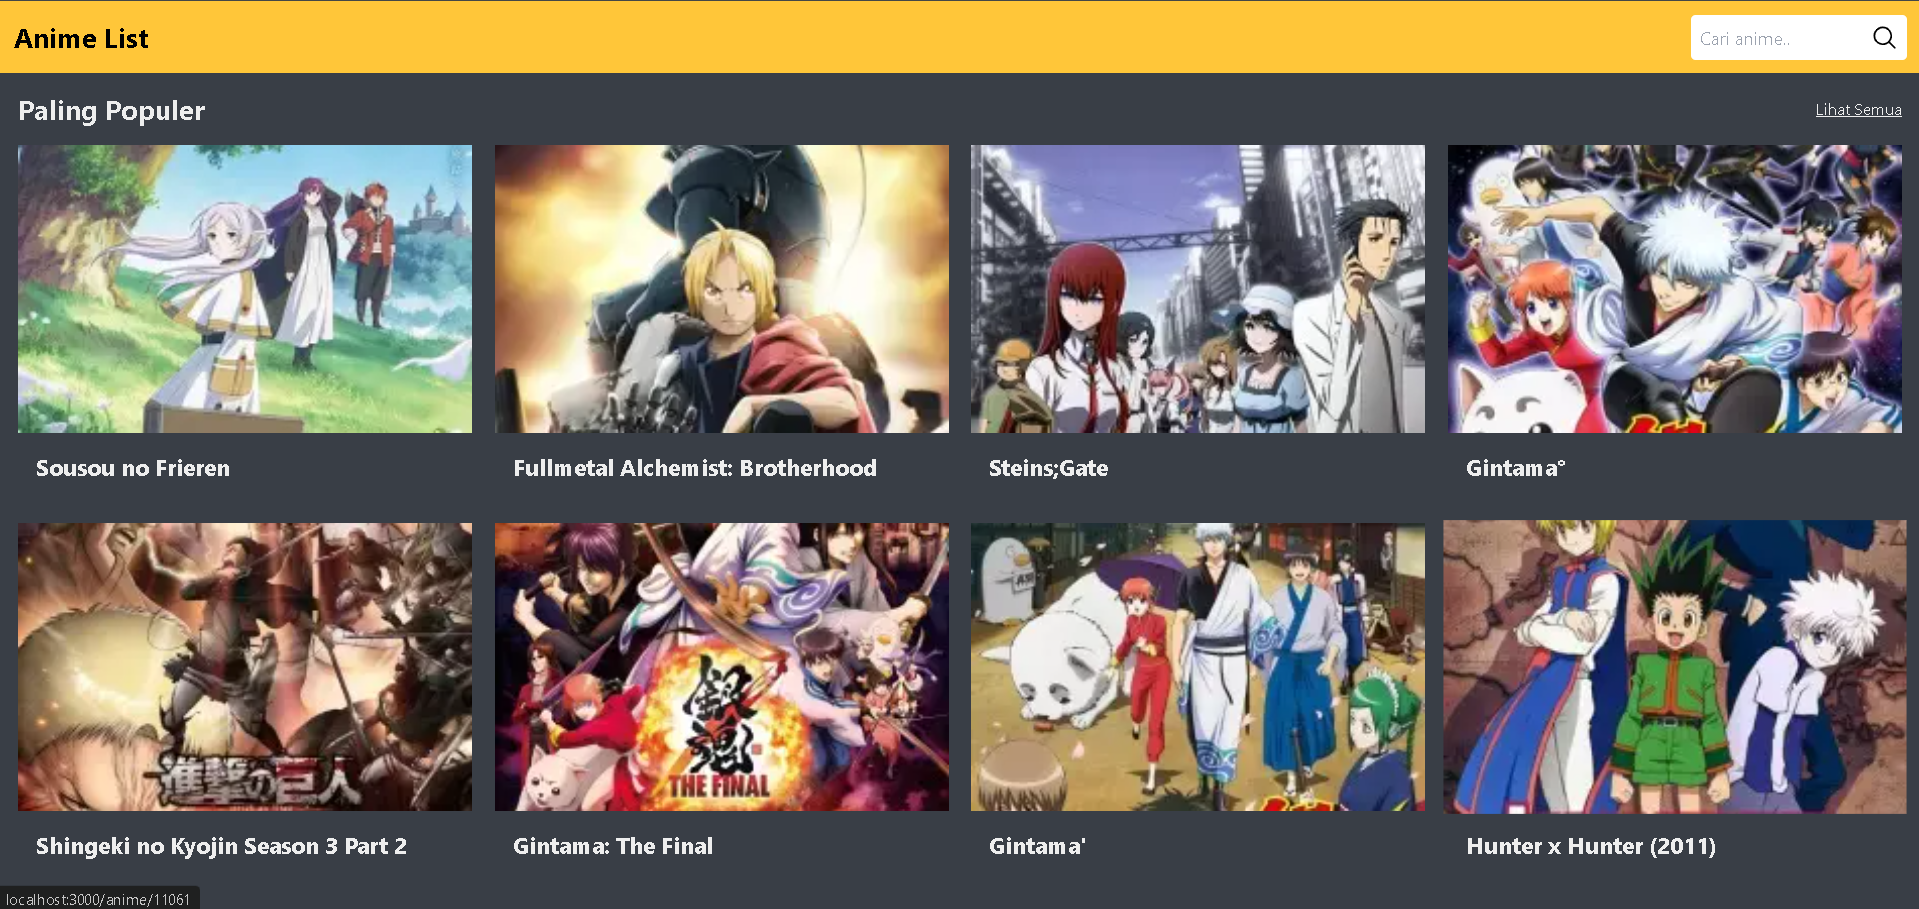 Anime List
Cari anime..
Paling Populer
Lihat Semua
Sousou no Frieren
Fullmetal Alchemist: Brotherhood
Steins;Gate
Gintama°
進撃の巨人
銀魂
THE FINAL
Shingeki no Kyojin Season 3 Part 2
Gintama: The Final
Gintama'
Hunter x Hunter (2011)
localhost:3000/anime/11061